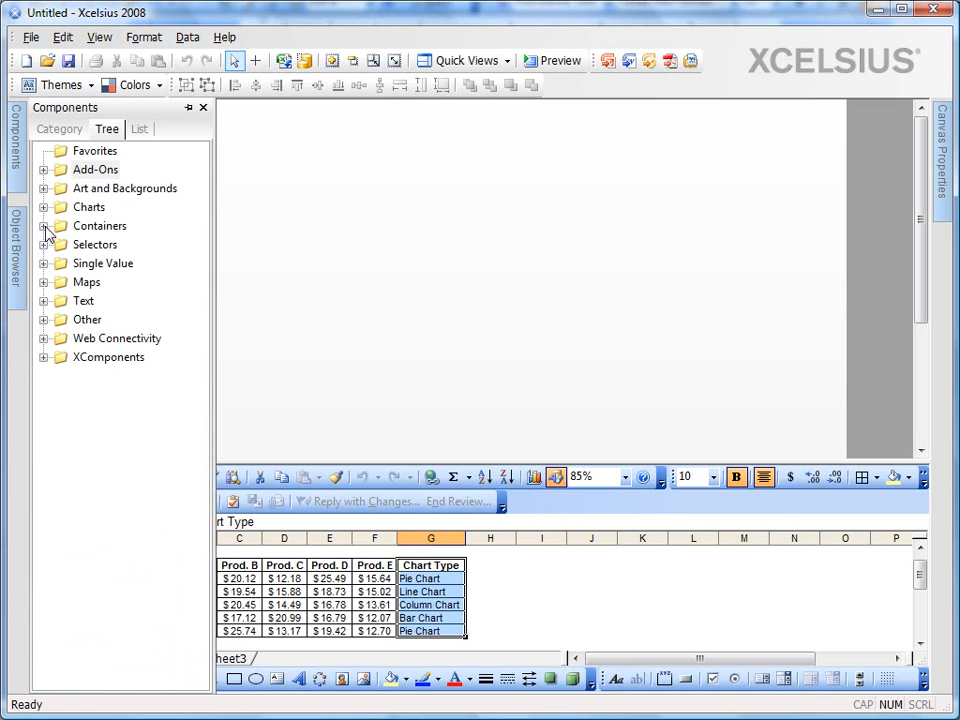 Untitled - Xcelsius 2008
File Edit View Format Data Help
Quick Views Preview XCELSIUS
Themes Colors
Components
Category Tree List
Components
Object Browser
Canvas Properties
Favorites
Add-Ons
Art and Backgrounds
Charts
Containers
Selectors
Single Value
Maps
Text
Other
Web Connectivity
XComponents
85% 10 B $
Reply with Changes... End Review...
rt Type
C D E F G H I J K L M N O P
Prod. B Prod. C Prod. D Prod. E Chart Type
$ 20.12 $ 12.18 $ 25.49 $ 15.64 Pie Chart
$ 19.54 $ 15.88 $ 18.73 $ 15.02 Line Chart
$ 20.45 $ 14.49 $ 16.78 $ 13.61 Column Chart
$ 17.12 $ 20.99 $ 16.79 $ 12.07 Bar Chart
$ 25.74 $ 13.17 $ 19.42 $ 12.70 Pie Chart
heet3
Ready CAP NUM SCRL